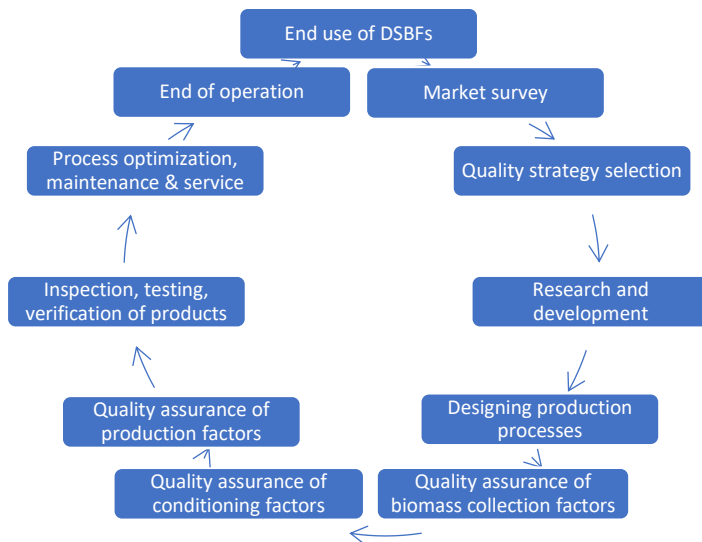 End use of DSBFs
Market survey
Quality strategy selection
Research and
development
Designing production
processes
Quality assurance of
biomass collection factors
Quality assurance of
conditioning factors
Quality assurance of
production factors
Inspection, testing,
verification of products
Process optimization,
maintenance & service
End of operation